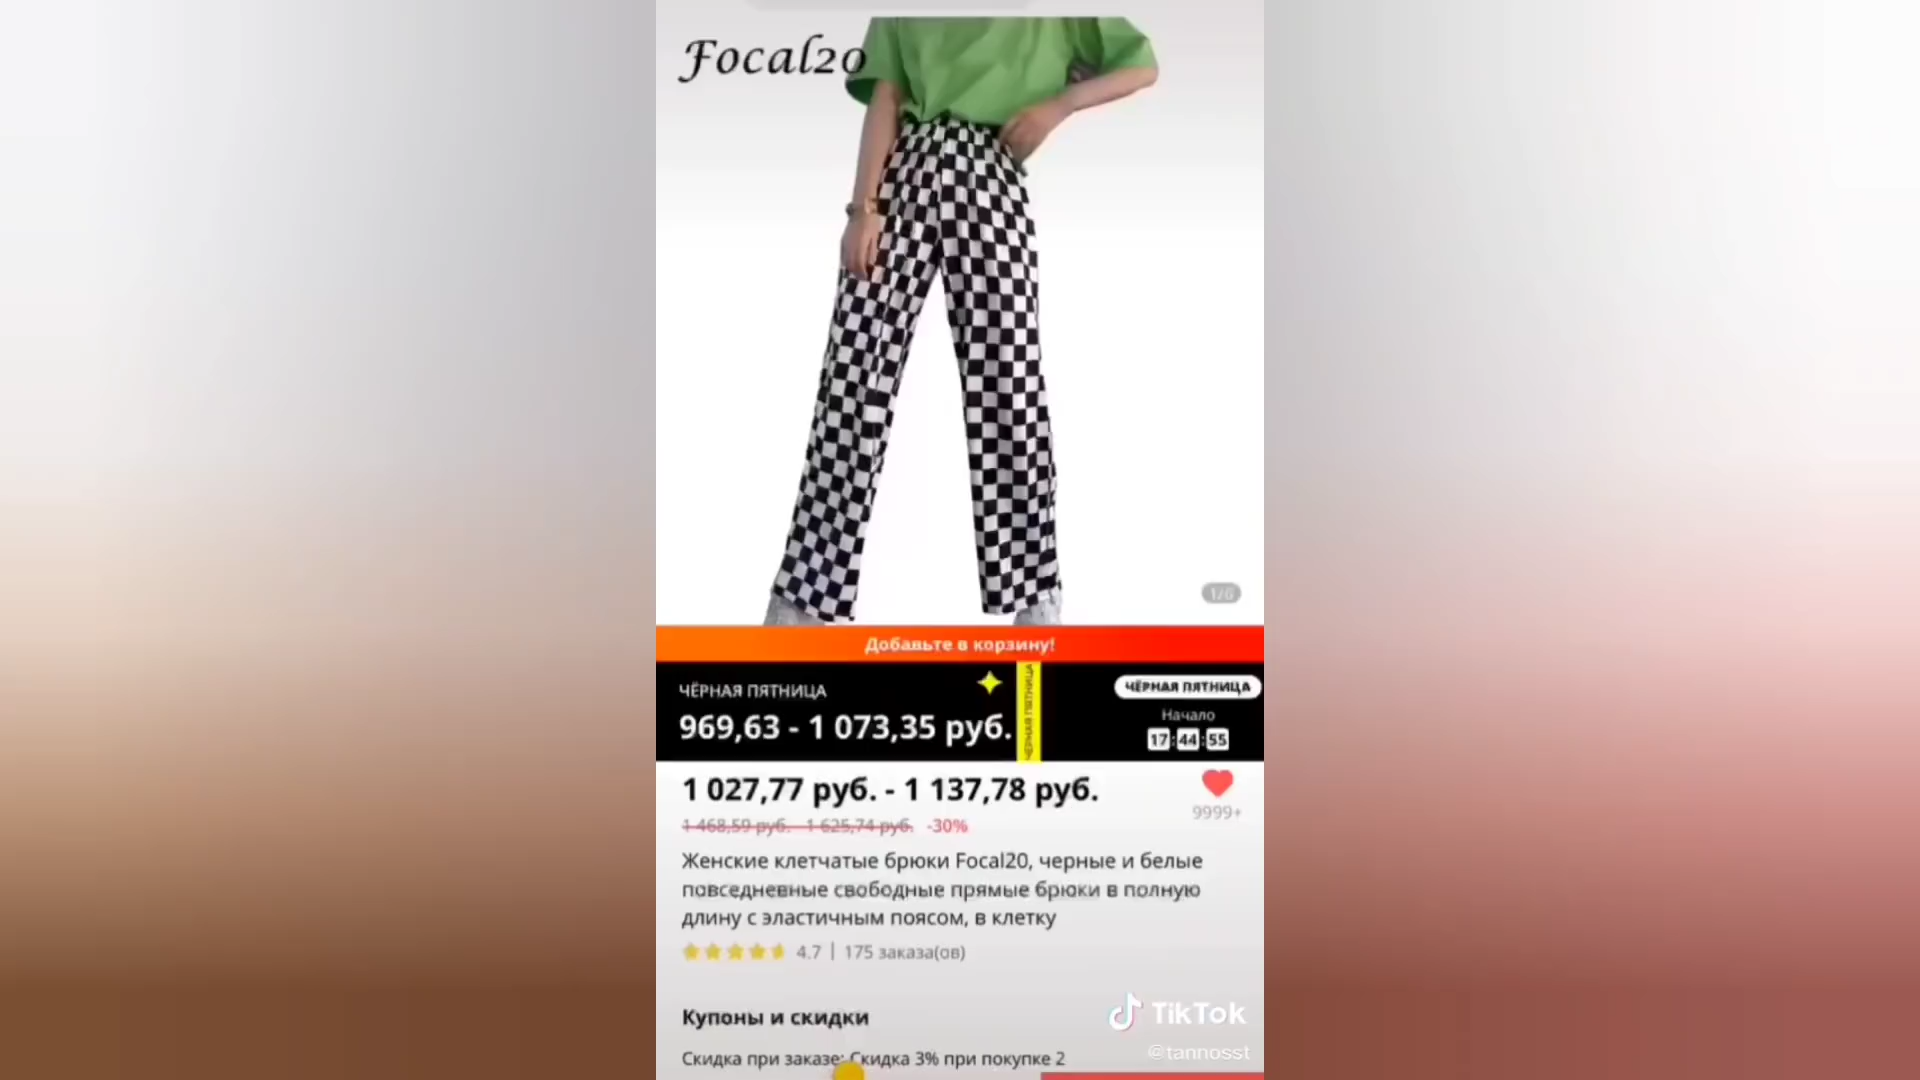 Focal20
1/6
Добавьте в корзину!
ЧЁРНАЯ ПЯТНИЦА
969,63 - 1 073,35 руб.
ЧЁРНАЯ ПЯТНИЦА
ЧЁРНАЯ ПЯТНИЦА
Начало
17:44:55
1 027,77 руб. - 1 137,78 руб.
9999+
1 468,59 руб. - 1 625,74 руб. -30%
Женские клетчатые брюки Focal20, черные и белые
повседневные свободные прямые брюки в полную
длину с эластичным поясом, в клетку
4.7 | 175 заказа(ов)
Купоны и скидки
TikTok
@tannosst
Скидка при заказе: Скидка 3% при покупке 2